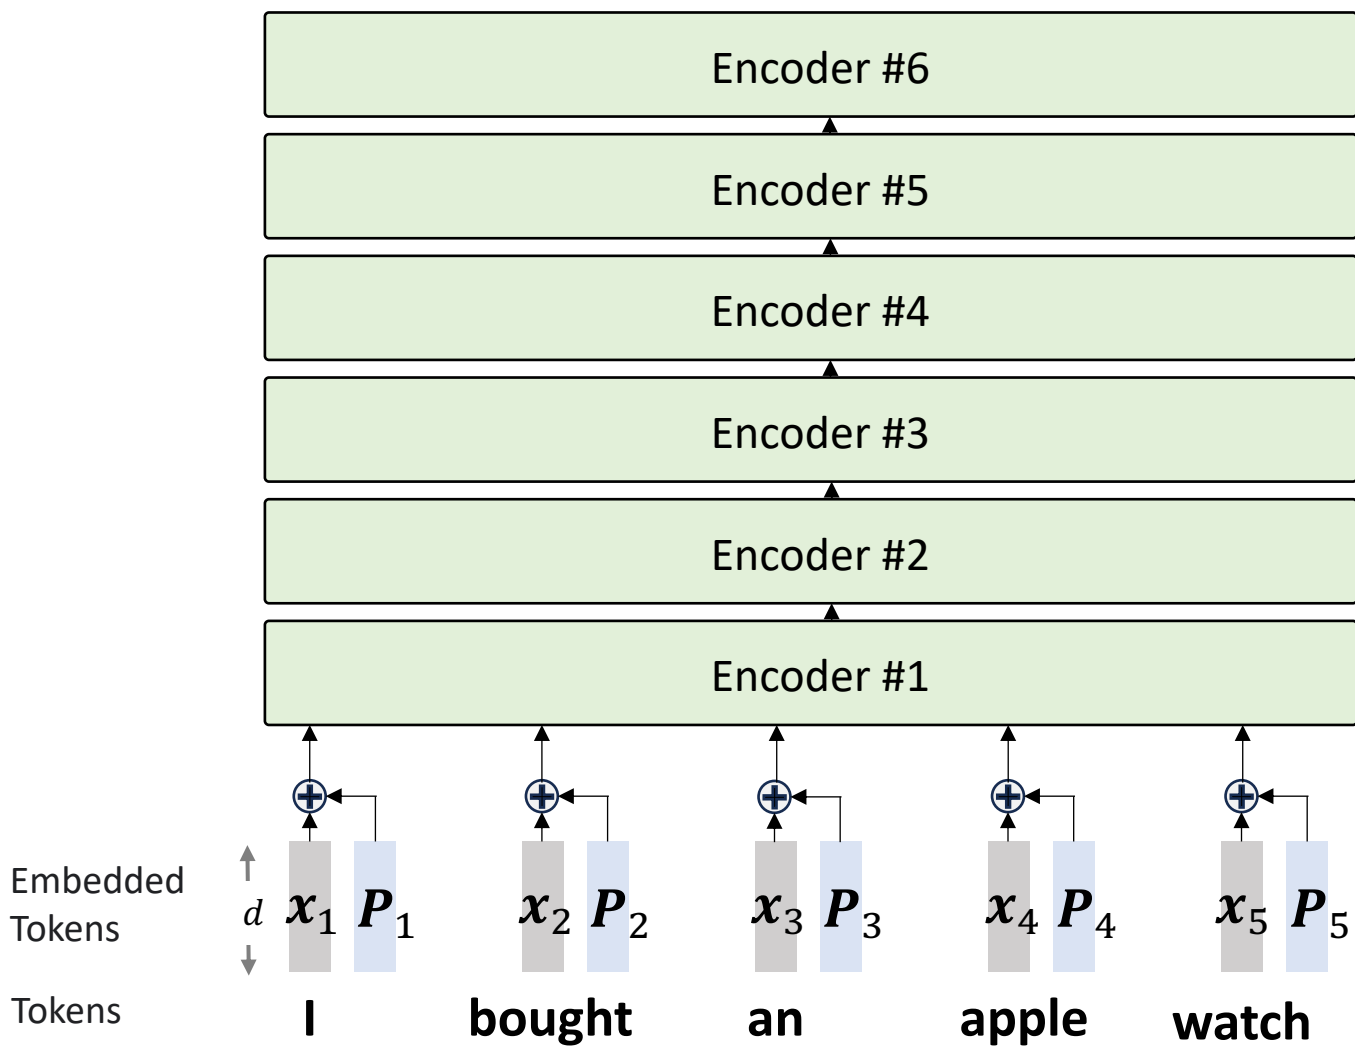 Encoder #6
Encoder #5
Encoder #4
Encoder #3
Encoder #2
Encoder #1
Embedded
Tokens
d x₁ P₁ x₂ P₂ x₃ P₃ x₄ P₄ x₅ P₅
Tokens I bought an apple watch